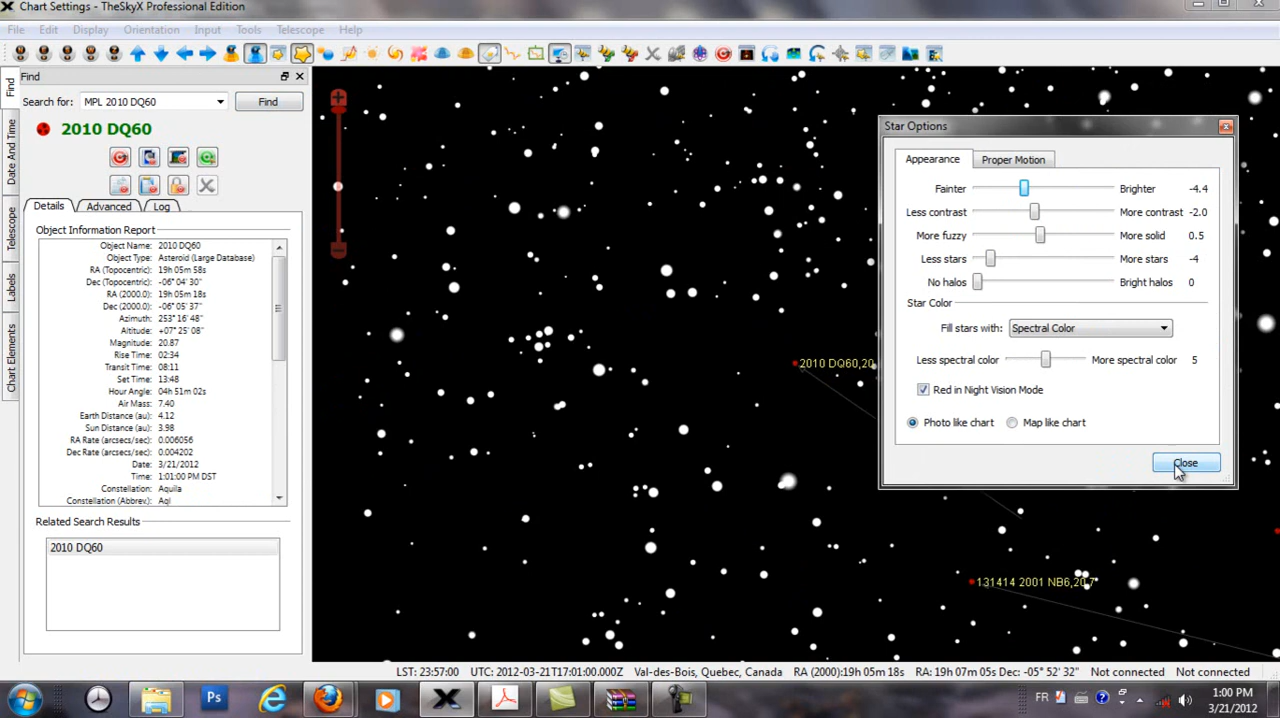 Chart Settings - TheSkyX Professional Edition
File Edit Display Orientation Input Tools Telescope Help
Find
Search for: MPL 2010 DQ60 Find
2010 DQ60
Details Advanced Log
Object Information Report
Object Name: 2010 DQ60
Object Type: Asteroid (Large Database)
RA (Topocentric): 19h 05m 58s
Dec (Topocentric): -06° 04' 30"
RA (2000.0): 19h 05m 18s
Dec (2000.0): -06° 05' 37"
Azimuth: 253° 16' 48"
Altitude: +07° 25' 08"
Magnitude: 20.87
Rise Time: 02:34
Transit Time: 08:11
Set Time: 13:48
Hour Angle: 04h 51m 02s
Air Mass: 7.40
Earth Distance (au): 4.12
Sun Distance (au): 3.98
RA Rate (arcsecs/sec): 0.006056
Dec Rate (arcsecs/sec): 0.004202
Date: 3/21/2012
Time: 1:01:00 PM DST
Constellation: Aquila
Constellation (Abbrev.): Aql
Related Search Results
2010 DQ60
Find
Date And Time
Telescope
Labels
Chart Elements
2010 DQ60,20
131414 2001 NB6,20.7
Star Options
Appearance Proper Motion
Fainter Brighter -4.4
Less contrast More contrast -2.0
More fuzzy More solid 0.5
Less stars More stars -4
No halos Bright halos 0
Star Color
Fill stars with: Spectral Color
Less spectral color More spectral color 5
Red in Night Vision Mode
Photo like chart Map like chart
Close
LST: 23:57:00 UTC: 2012-03-21T17:01:00.000Z Val-des-Bois, Quebec, Canada RA (2000):19h 05m 18s RA: 19h 07m 05s Dec: -05° 52' 32" Not connected Not connected
Ps FR 1:00 PM
3/21/2012